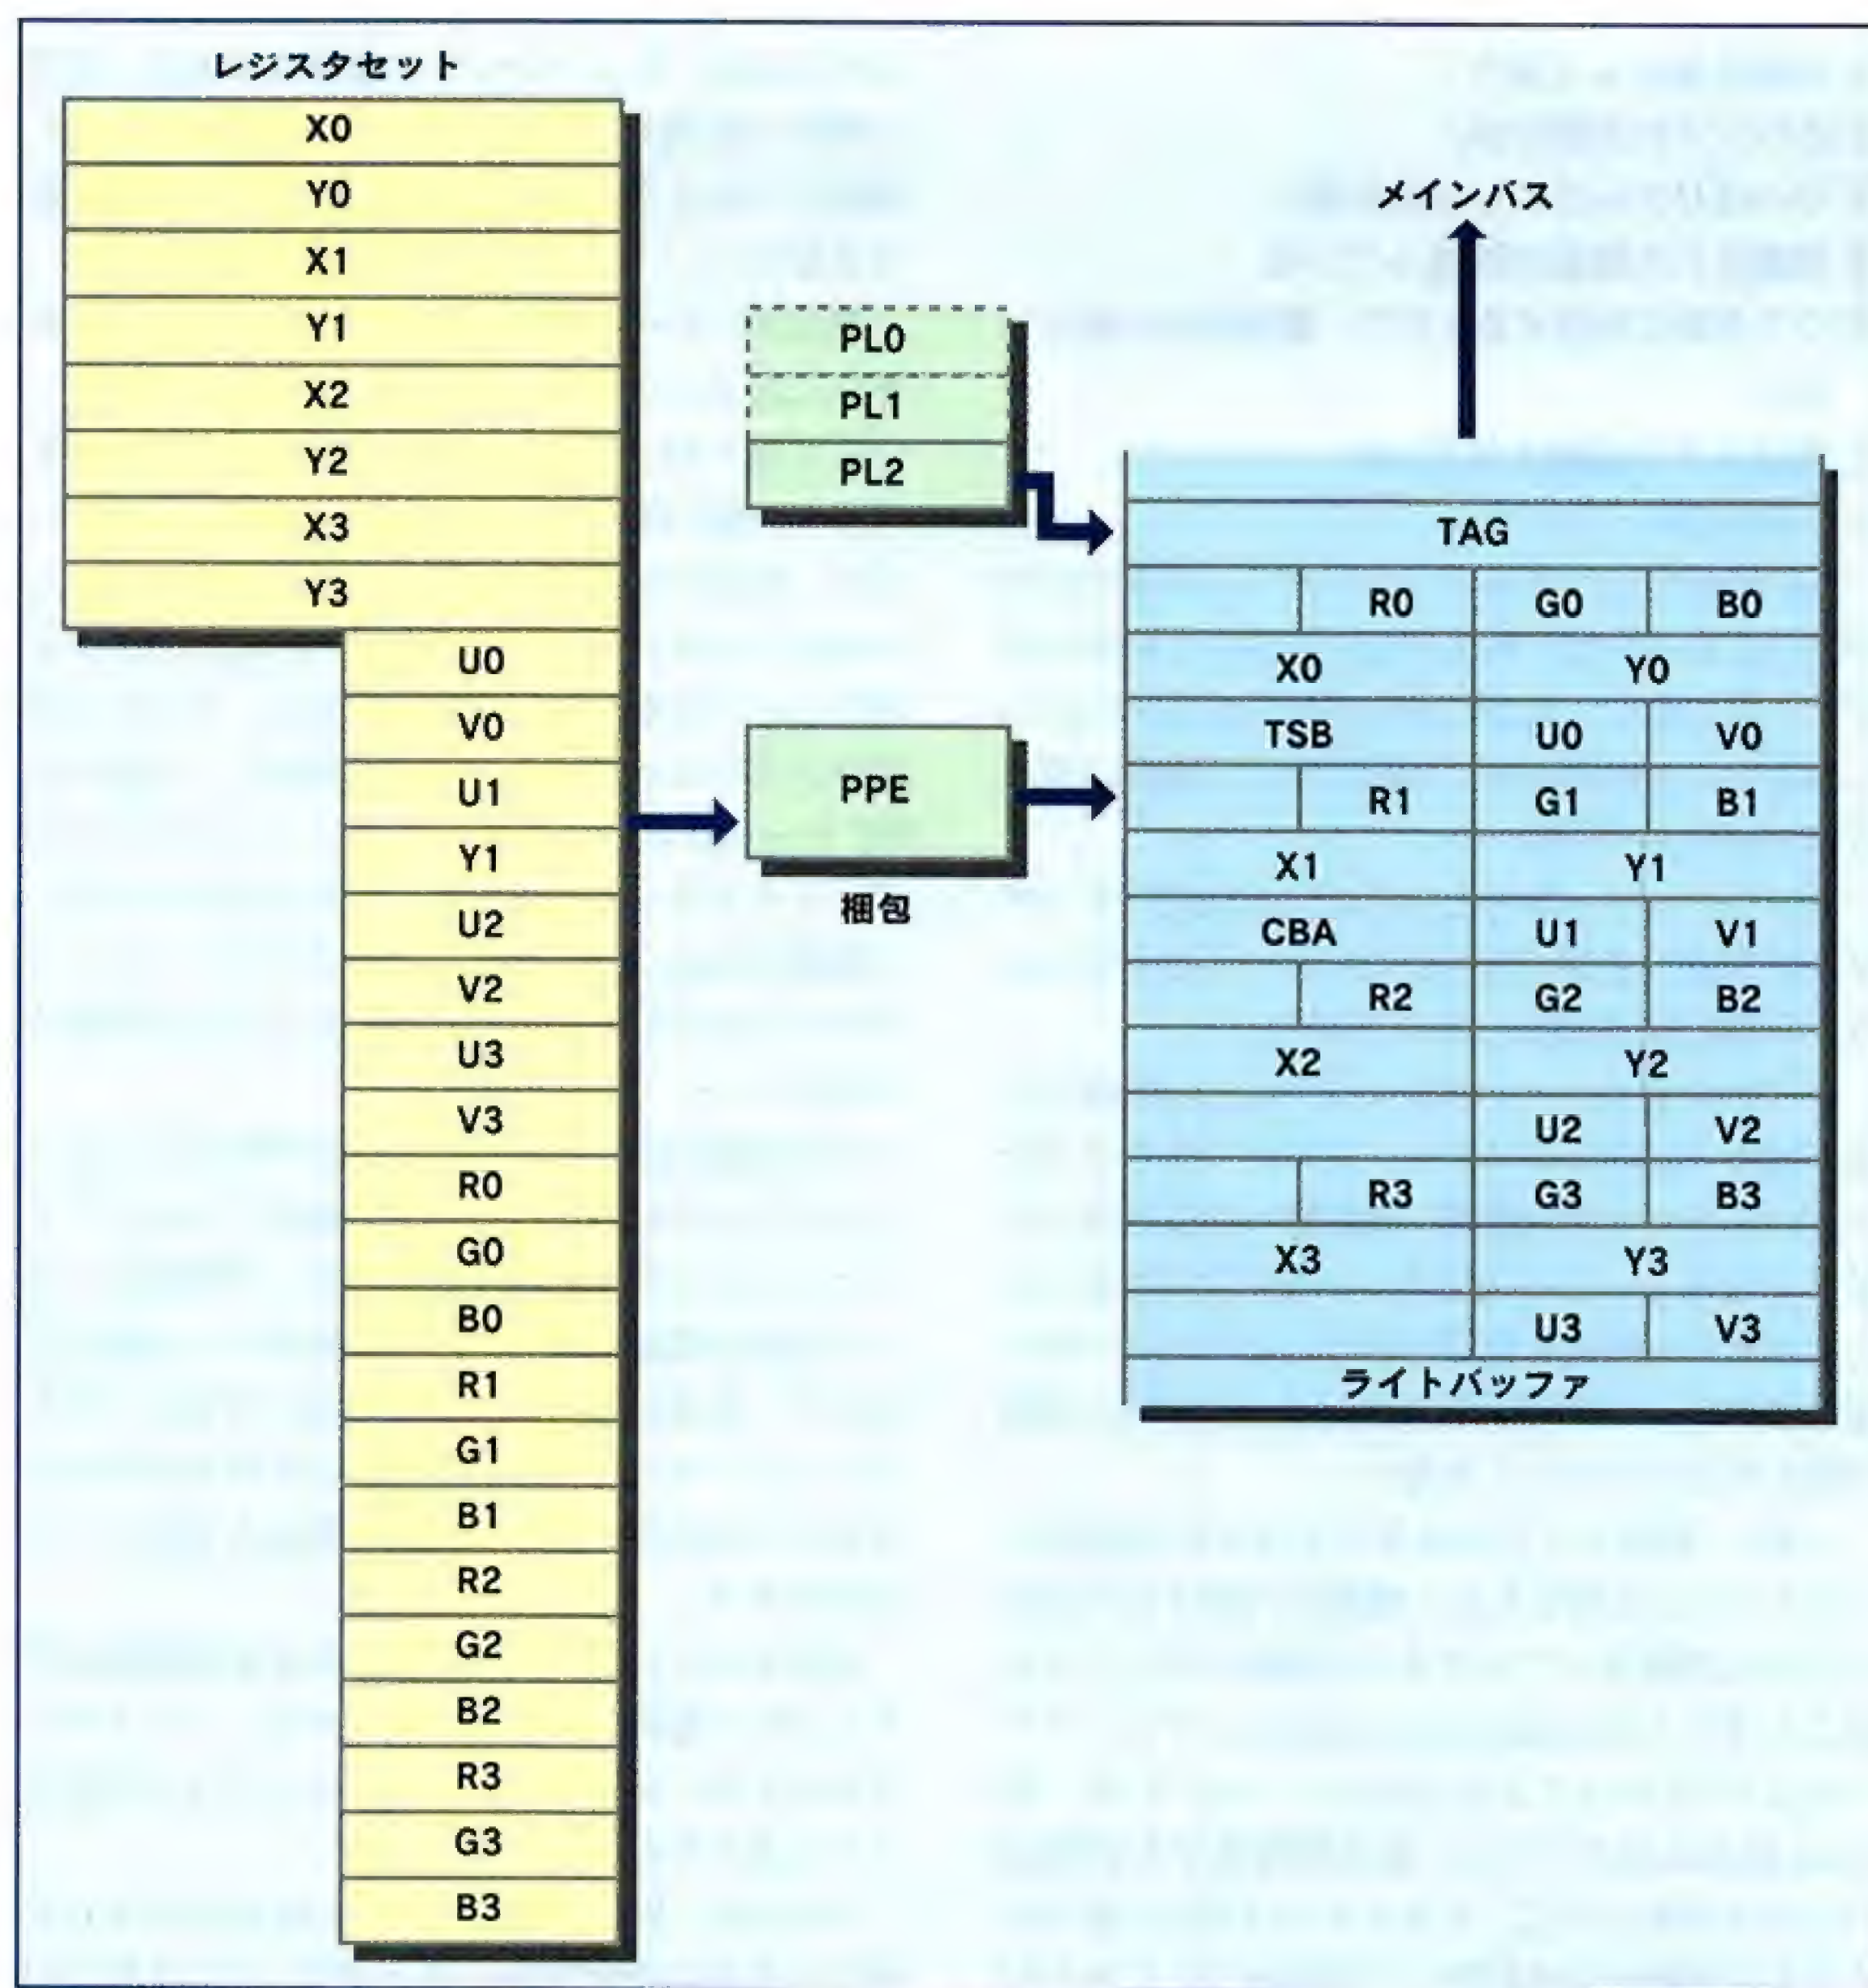 レジスタセット
X0
Y0
X1
Y1
X2
Y2
X3
Y3
U0
V0
U1
Y1
U2
V2
U3
V3
R0
G0
B0
R1
G1
B1
R2
G2
B2
R3
G3
B3
PL0
PL1
PL2
PPE
梱包
メインバス
TAG
R0 G0 B0
X0 Y0
TSB U0 V0
R1 G1 B1
X1 Y1
CBA U1 V1
R2 G2 B2
X2 Y2
U2 V2
R3 G3 B3
X3 Y3
U3 V3
ライトバッファ